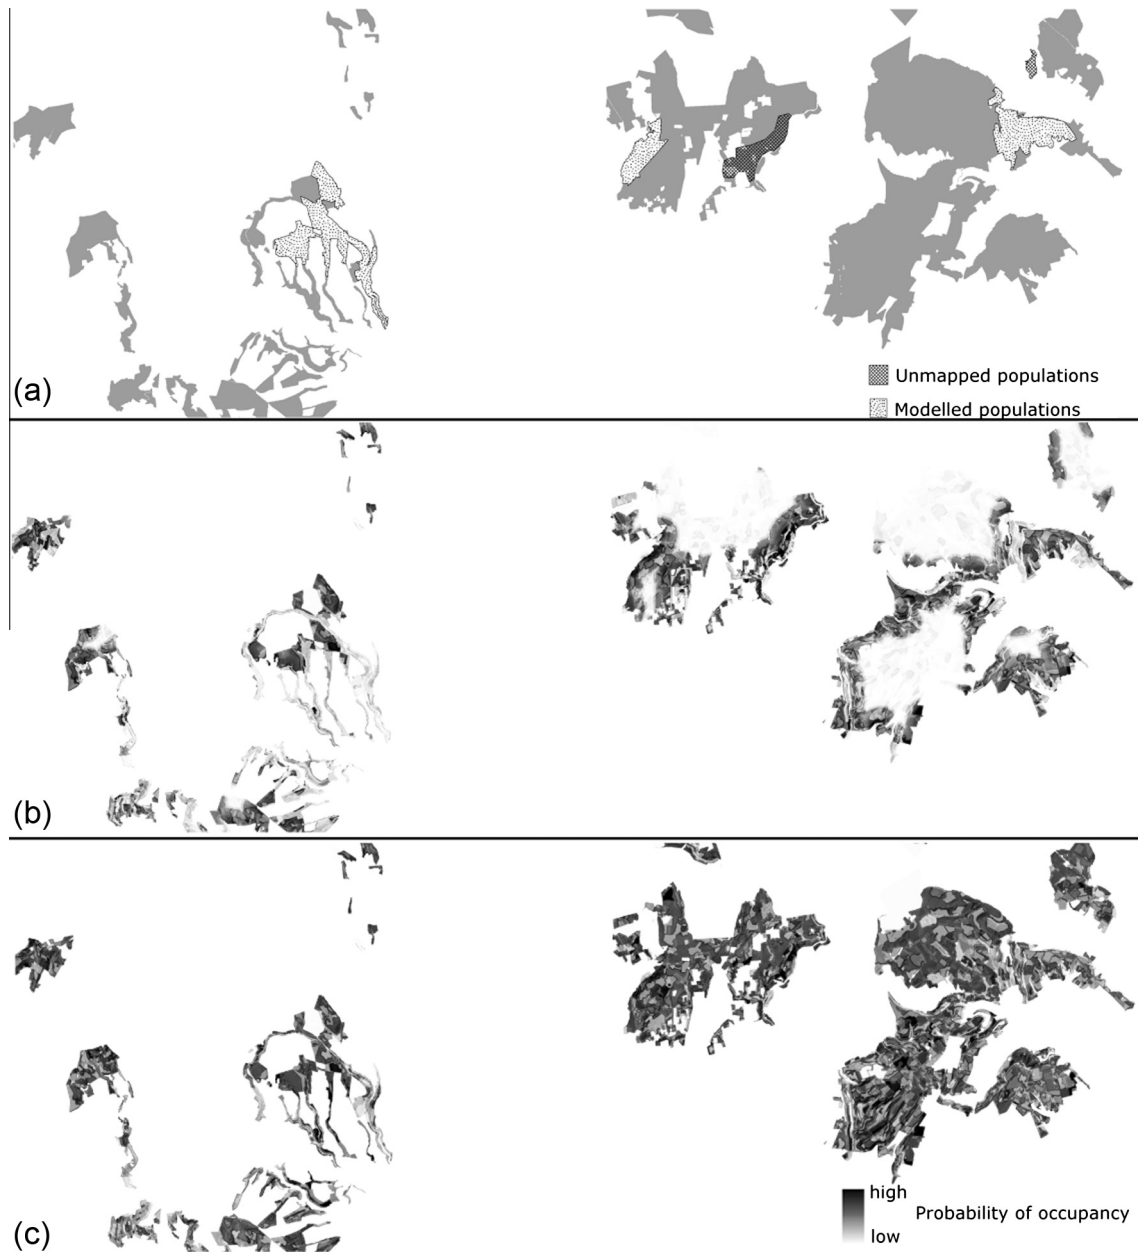 (a)
Unmapped populations
Modelled populations
(b)
(c)
high
Probability of occupancy
low